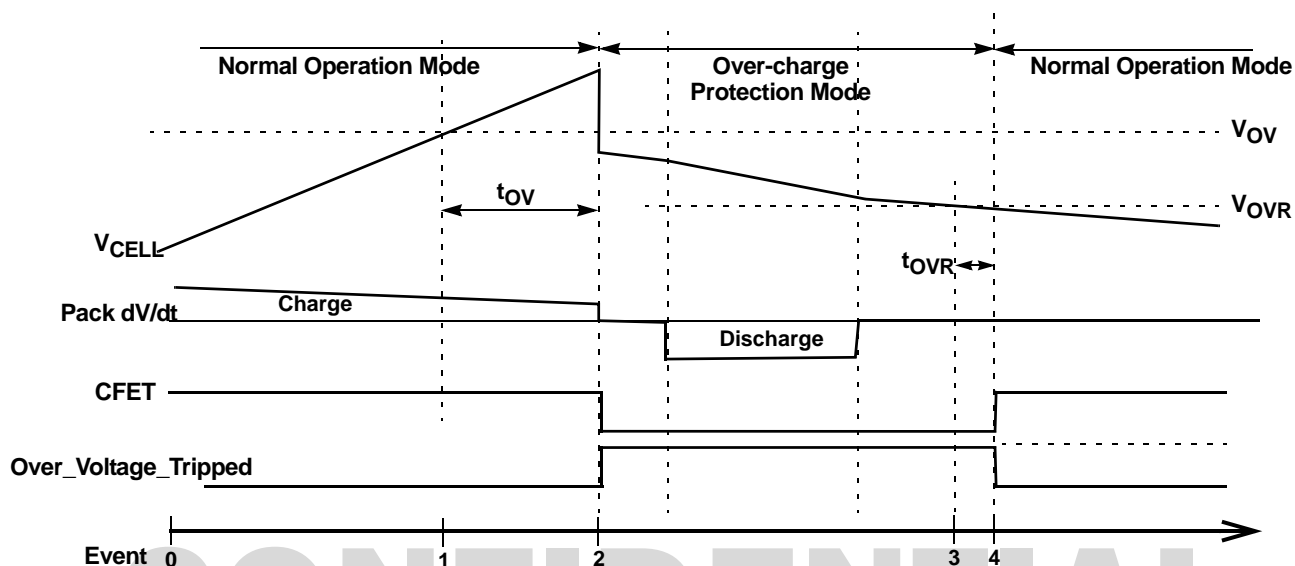 Normal Operation Mode
Over-charge
Protection Mode
Normal Operation Mode
VOV
tOV
VOVR
VCELL
tOVR
Charge
Pack dV/dt
Discharge
CFET
Over_Voltage_Tripped
Event
0 1 2 3 4
CONFIDENTIAL